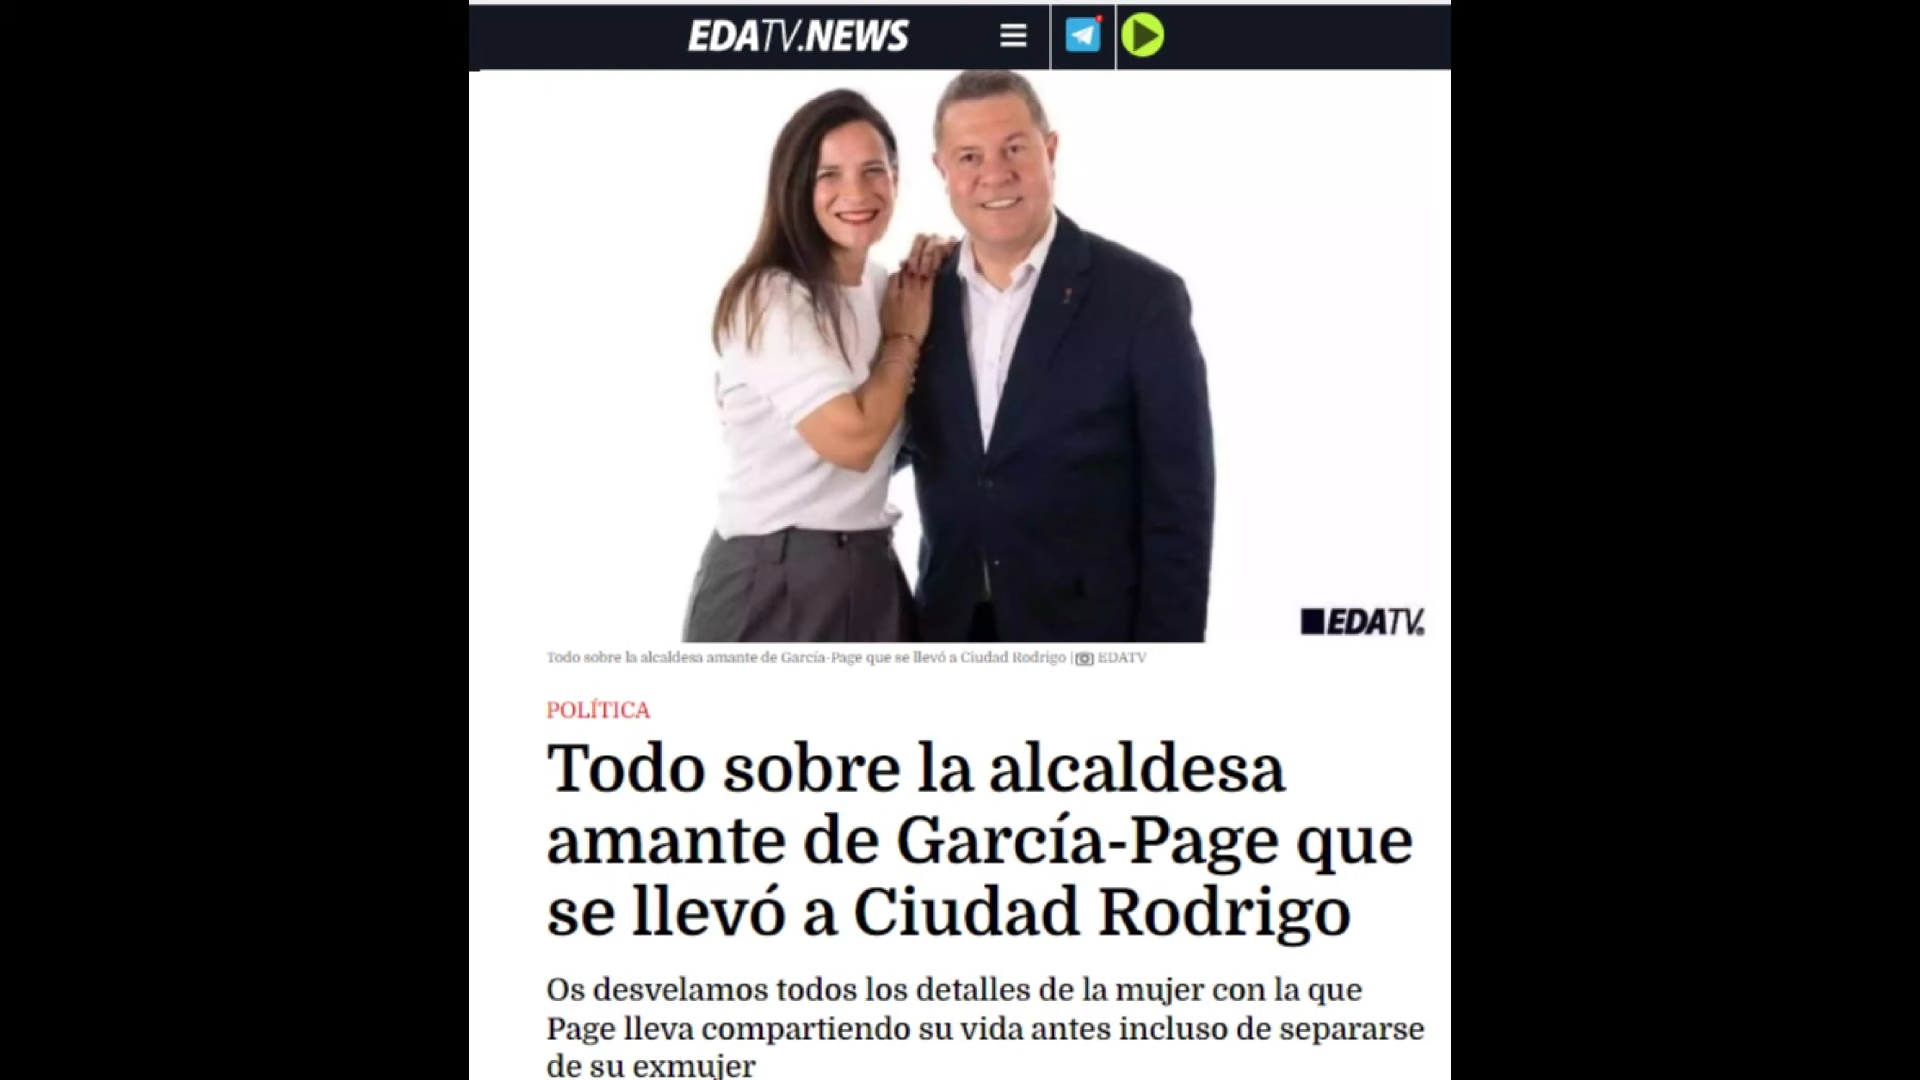 EDATV.NEWS
EDATV.
Todo sobre la alcaldesa amante de García-Page que se llevó a Ciudad Rodrigo | EDATV
POLÍTICA
Todo sobre la alcaldesa
amante de García-Page que
se llevó a Ciudad Rodrigo
Os desvelamos todos los detalles de la mujer con la que
Page lleva compartiendo su vida antes incluso de separarse
de su exmujer